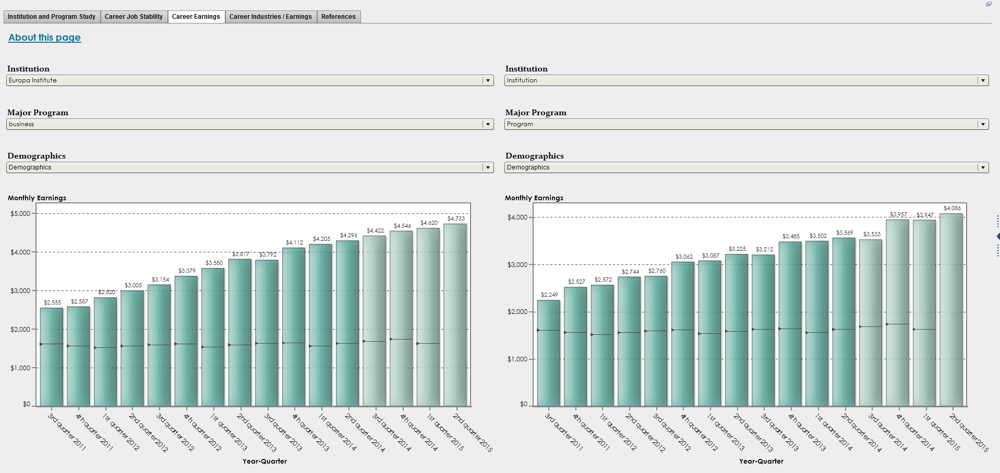 Institution and Program Study Career Job Stability Career Earnings Career Industries / Earnings References
About this page
Institution
Europa Institute
Major Program
business
Demographics
Demographics
Monthly Earnings
$5,000
$4,000
$3,000
$2,000
$1,000
$0
$2,555 $2,587 $2,820 $3,005 $3,154 $3,379 $3,580 $3,817 $3,792 $4,112 $4,205 $4,296 $4,422 $4,546 $4,620 $4,733
3rd quarter 2011
4th quarter 2011
1st quarter 2012
2nd quarter 2012
3rd quarter 2012
4th quarter 2012
1st quarter 2013
2nd quarter 2013
3rd quarter 2013
4th quarter 2013
1st quarter 2014
2nd quarter 2014
3rd quarter 2014
4th quarter 2014
1st quarter 2015
2nd quarter 2015
Year-Quarter
Institution
Institution
Major Program
Program
Demographics
Demographics
Monthly Earnings
$4,000
$3,000
$2,000
$1,000
$0
$2,249 $2,527 $2,572 $2,744 $2,760 $3,062 $3,087 $3,225 $3,212 $3,485 $3,502 $3,569 $3,533 $3,957 $3,947 $4,086
3rd quarter 2011
4th quarter 2011
1st quarter 2012
2nd quarter 2012
3rd quarter 2012
4th quarter 2012
1st quarter 2013
2nd quarter 2013
3rd quarter 2013
4th quarter 2013
1st quarter 2014
2nd quarter 2014
3rd quarter 2014
4th quarter 2014
1st quarter 2015
2nd quarter 2015
Year-Quarter